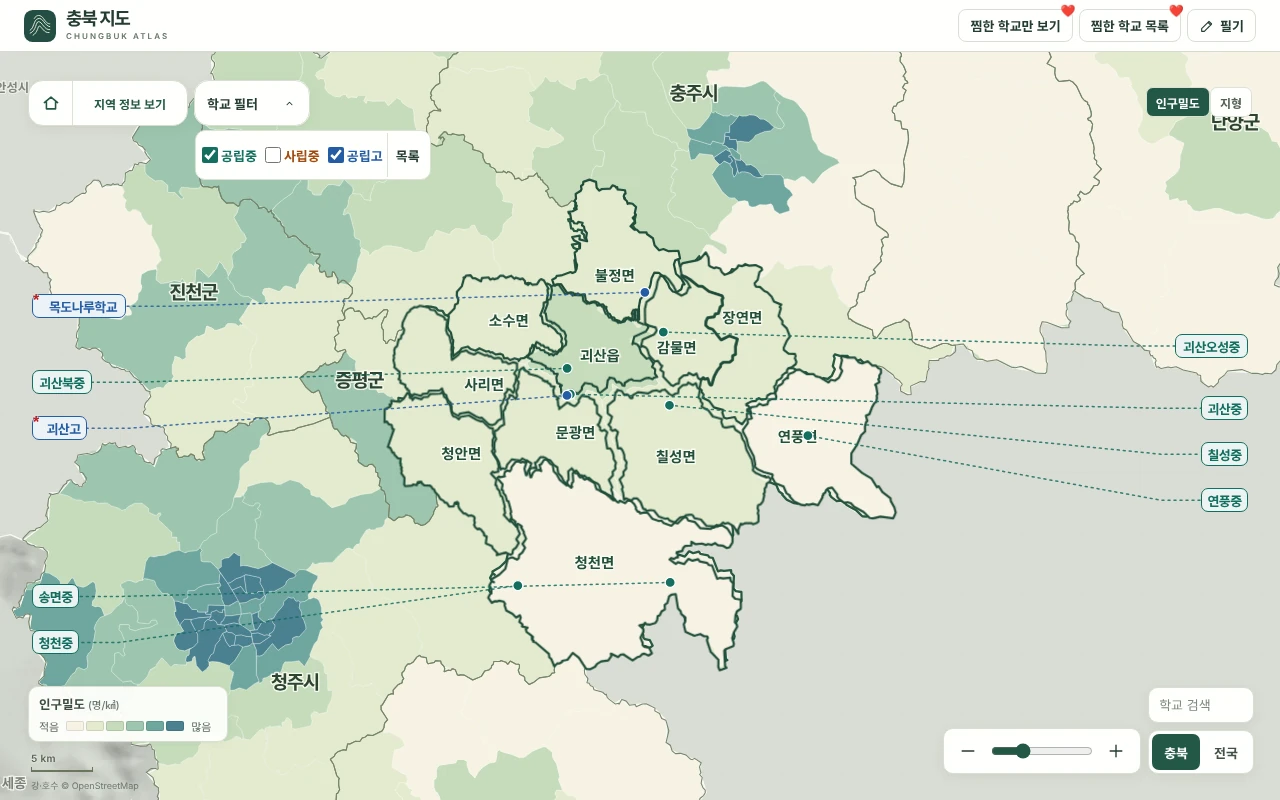 충북 지도
CHUNGBUK ATLAS
찜한 학교만 보기
찜한 학교 목록
필기
안성시
지역 정보 보기
학교 필터
공립중
사립중
공립고
목록
충주시
인구밀도
지형
단양군
진천군
증평군
청주시
불정면
소수면
장연면
괴산읍
감물면
사리면
문광면
청안면
칠성면
연풍면
청천면
* 목도나루학교
괴산북중
* 괴산고
송면중
청천중
괴산오성중
괴산중
칠성중
연풍중
인구밀도 (명/㎢)
적음
많음
5 km
세종
강·호수 © OpenStreetMap
학교 검색
충북
전국